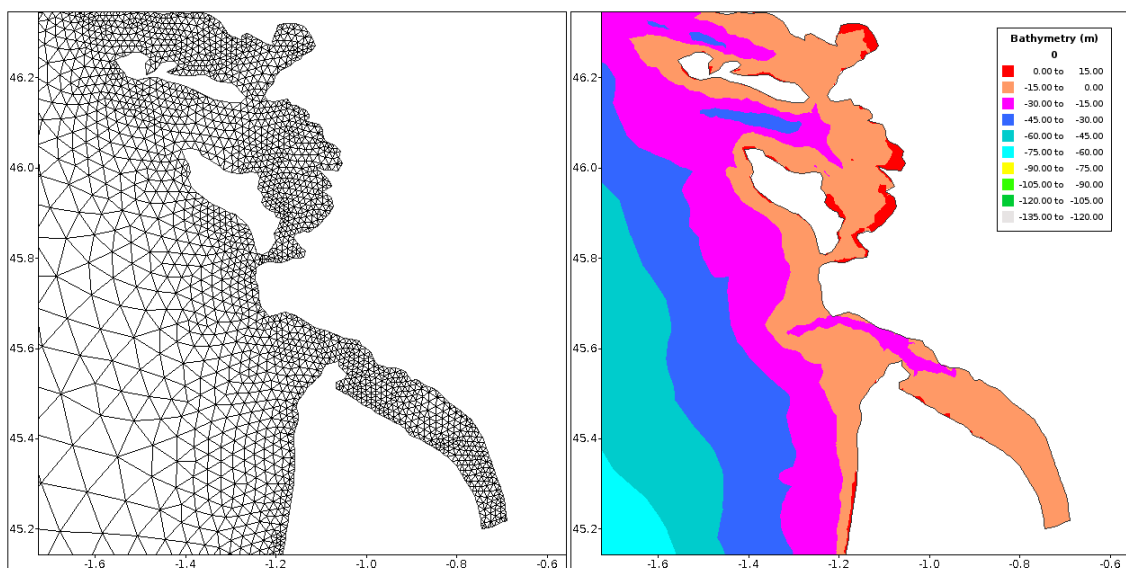 46.2
46.0
45.8
45.6
45.4
45.2
-1.6
-1.4
-1.2
-1.0
-0.8
-0.6
46.2
46.0
45.8
45.6
45.4
45.2
-1.6
-1.4
-1.2
-1.0
-0.8
-0.6
Bathymetry (m)
0
0.00 to 15.00
-15.00 to 0.00
-30.00 to -15.00
-45.00 to -30.00
-60.00 to -45.00
-75.00 to -60.00
-90.00 to -75.00
-105.00 to -90.00
-120.00 to -105.00
-135.00 to -120.00